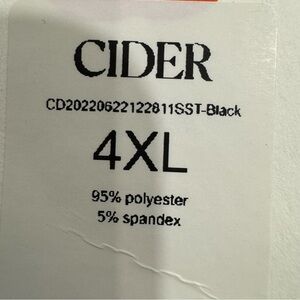 CIDER
CD20220622122811SST-Black
4XL
95% polyester
5% spandex